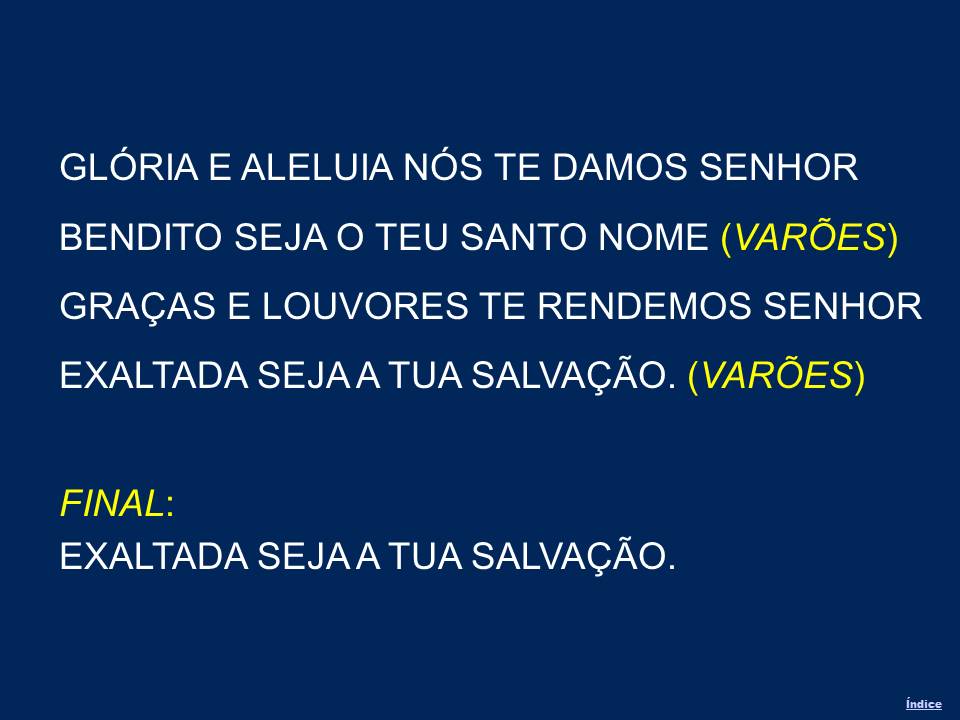 GLÓRIA E ALELUIA NÓS TE DAMOS SENHOR
BENDITO SEJA O TEU SANTO NOME (VARÕES)
GRAÇAS E LOUVORES TE RENDEMOS SENHOR
EXALTADA SEJA A TUA SALVAÇÃO. (VARÕES)
FINAL:
EXALTADA SEJA A TUA SALVAÇÃO.
Índice